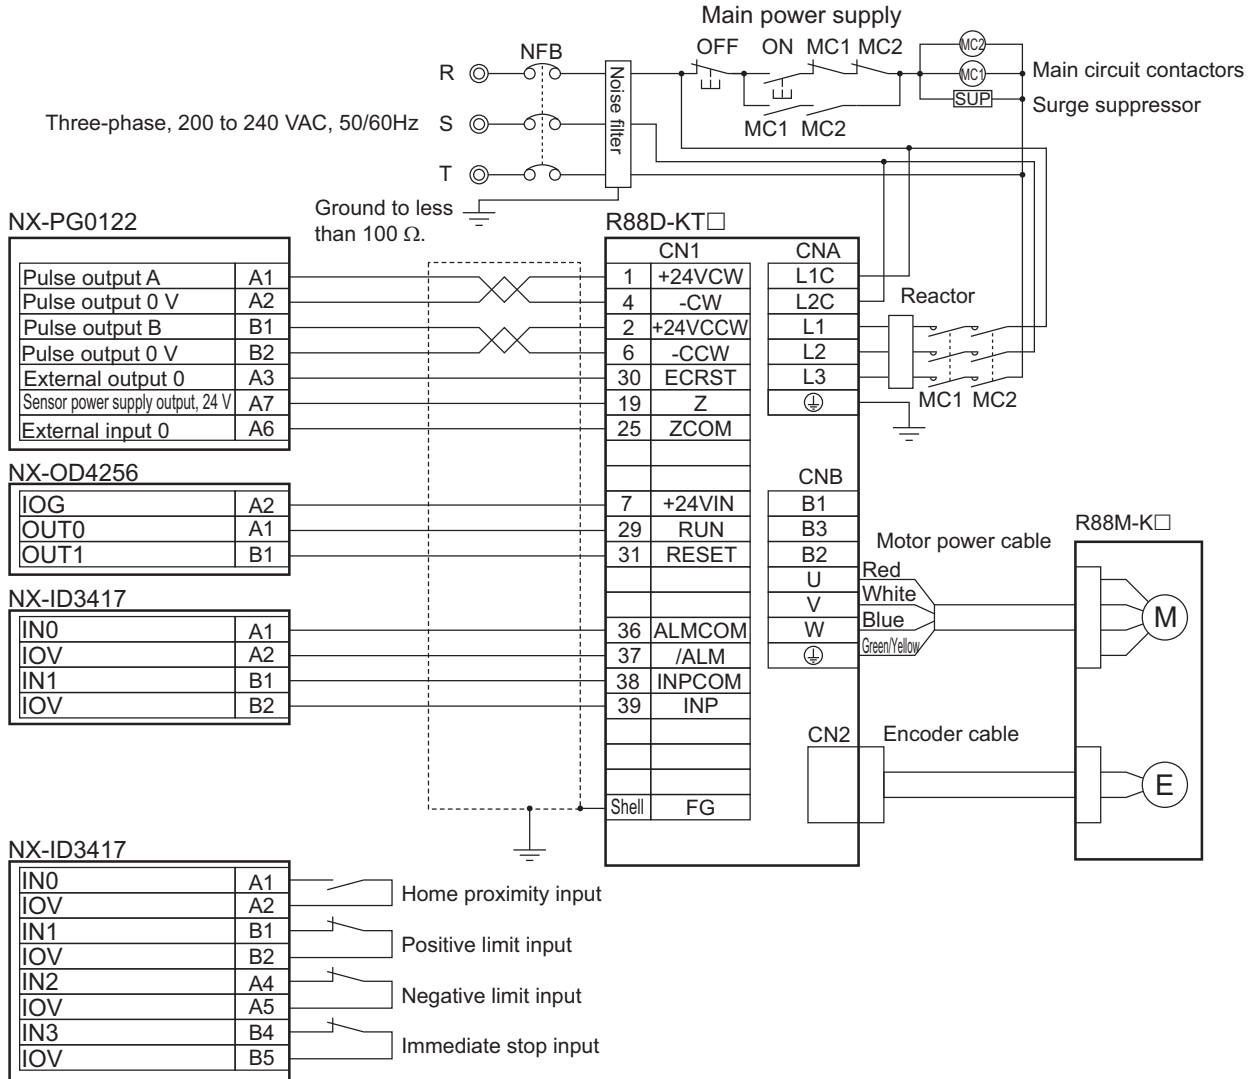 Main power supply
OFF ON MC1 MC2
MC2
NFB
R
MC1
Main circuit contactors
Noise filter
SUP
Surge suppressor
Three-phase, 200 to 240 VAC, 50/60Hz S
MC1 MC2
T
Ground to less
than 100 Ω.
NX-PG0122
R88D-KT□
CN1 CNA
Pulse output A A1 1 +24VCW L1C
Pulse output 0 V A2 4 -CW L2C
Reactor
Pulse output B B1 2 +24VCCW L1
Pulse output 0 V B2 6 -CCW L2
External output 0 A3 30 ECRST L3
MC1 MC2
Sensor power supply output, 24 V A7 19 Z
External input 0 A6 25 ZCOM
NX-OD4256
CNB
IOG A2 7 +24VIN B1
OUT0 A1 29 RUN B3
OUT1 B1 31 RESET B2
R88M-K□
Motor power cable
U Red
V White
W Blue
Green/Yellow
M
NX-ID3417
IN0 A1 36 ALMCOM
IOV A2 37 /ALM
IN1 B1 38 INPCOM
IOV B2 39 INP
CN2 Encoder cable
E
Shell FG
NX-ID3417
IN0 A1
IOV A2
Home proximity input
IN1 B1
IOV B2
Positive limit input
IN2 A4
IOV A5
Negative limit input
IN3 B4
IOV B5
Immediate stop input